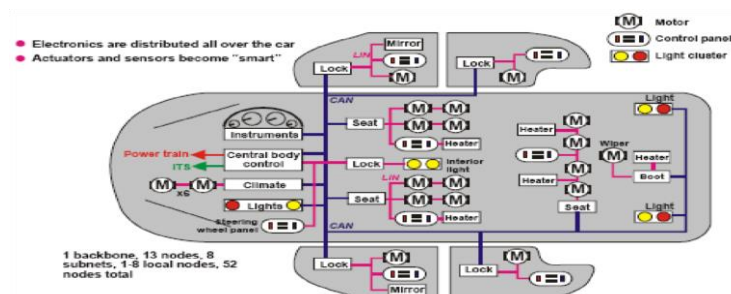 Motor
Control panel
Light cluster
Electronics are distributed all over the car
Actuators and sensors become "smart"
LIN
Mirror
Lock
M
Lock
M
CAN
Light
Instruments
Seat
M M
M M
Heater
M
Heater
Wiper
M
Heater
Power train
Central body
control
ITS
Lock
Interior
light
M
Boot
M x6 M
Climate
LIN
M M
Heater
M
Lights
Seat
M M
Heater
Seat
Light
Steering
wheel panel
CAN
1 backbone, 13 nodes, 8
subnets, 1-8 local nodes, 52
nodes total
Lock
M
Mirror
Lock
M